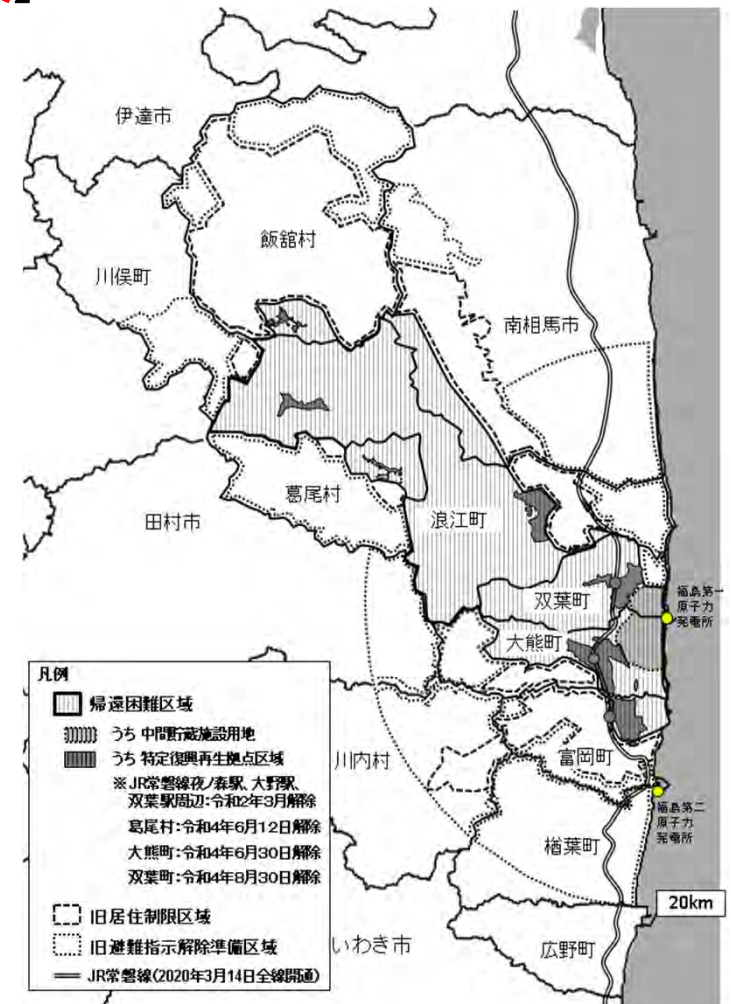 伊達市
飯舘村
川俣町
南相馬市
葛尾村
田村市
浪江町
双葉町
福島第一
原子力
発電所
大熊町
凡例
帰還困難区域
うち 中間貯蔵施設用地
うち 特定復興再生拠点区域
※JR常磐線夜ノ森駅、大野駅、
双葉駅周辺:令和2年3月解除
葛尾村:令和4年6月12日解除
大熊町:令和4年6月30日解除
双葉町:令和4年8月30日解除
旧居住制限区域
旧避難指示解除準備区域
JR常磐線(2020年3月14日全線開通)
川内村
富岡町
福島第二
原子力
発電所
楢葉町
20km
いわき市
広野町